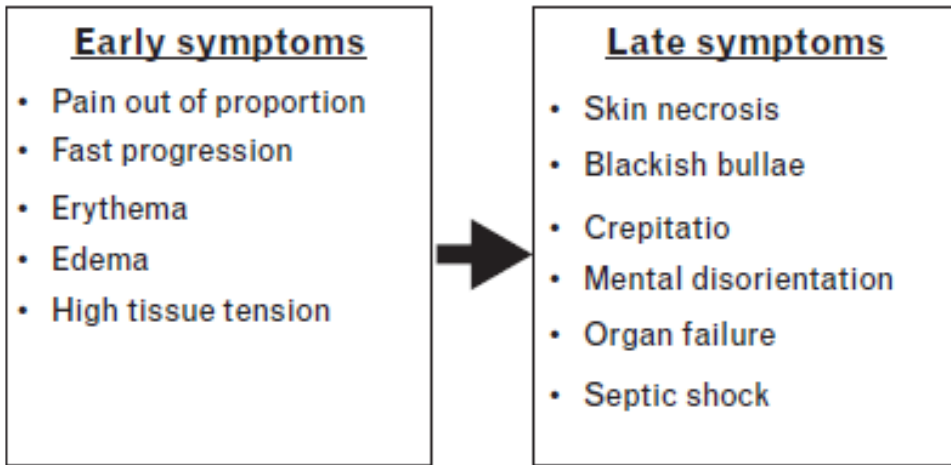 Early symptoms
• Pain out of proportion
• Fast progression
• Erythema
• Edema
• High tissue tension
Late symptoms
• Skin necrosis
• Blackish bullae
• Crepitatio
• Mental disorientation
• Organ failure
• Septic shock